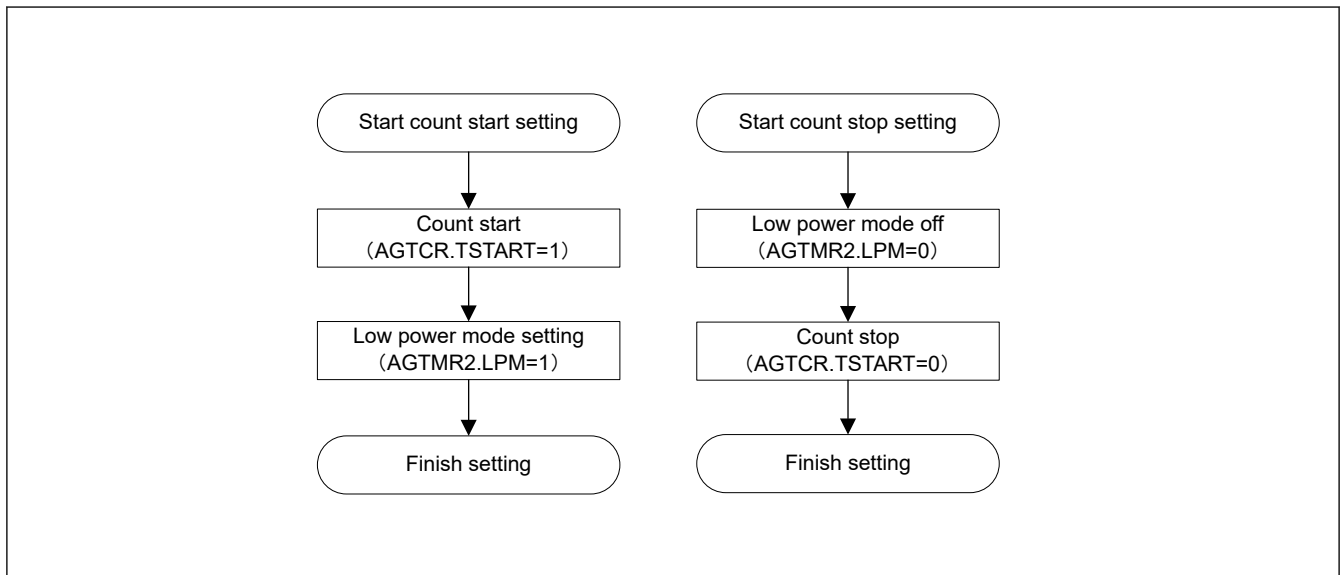 Start count start setting
Count start
（AGTCR.TSTART=1）
Low power mode setting
（AGTMR2.LPM=1）
Finish setting
Start count stop setting
Low power mode off
（AGTMR2.LPM=0）
Count stop
（AGTCR.TSTART=0）
Finish setting